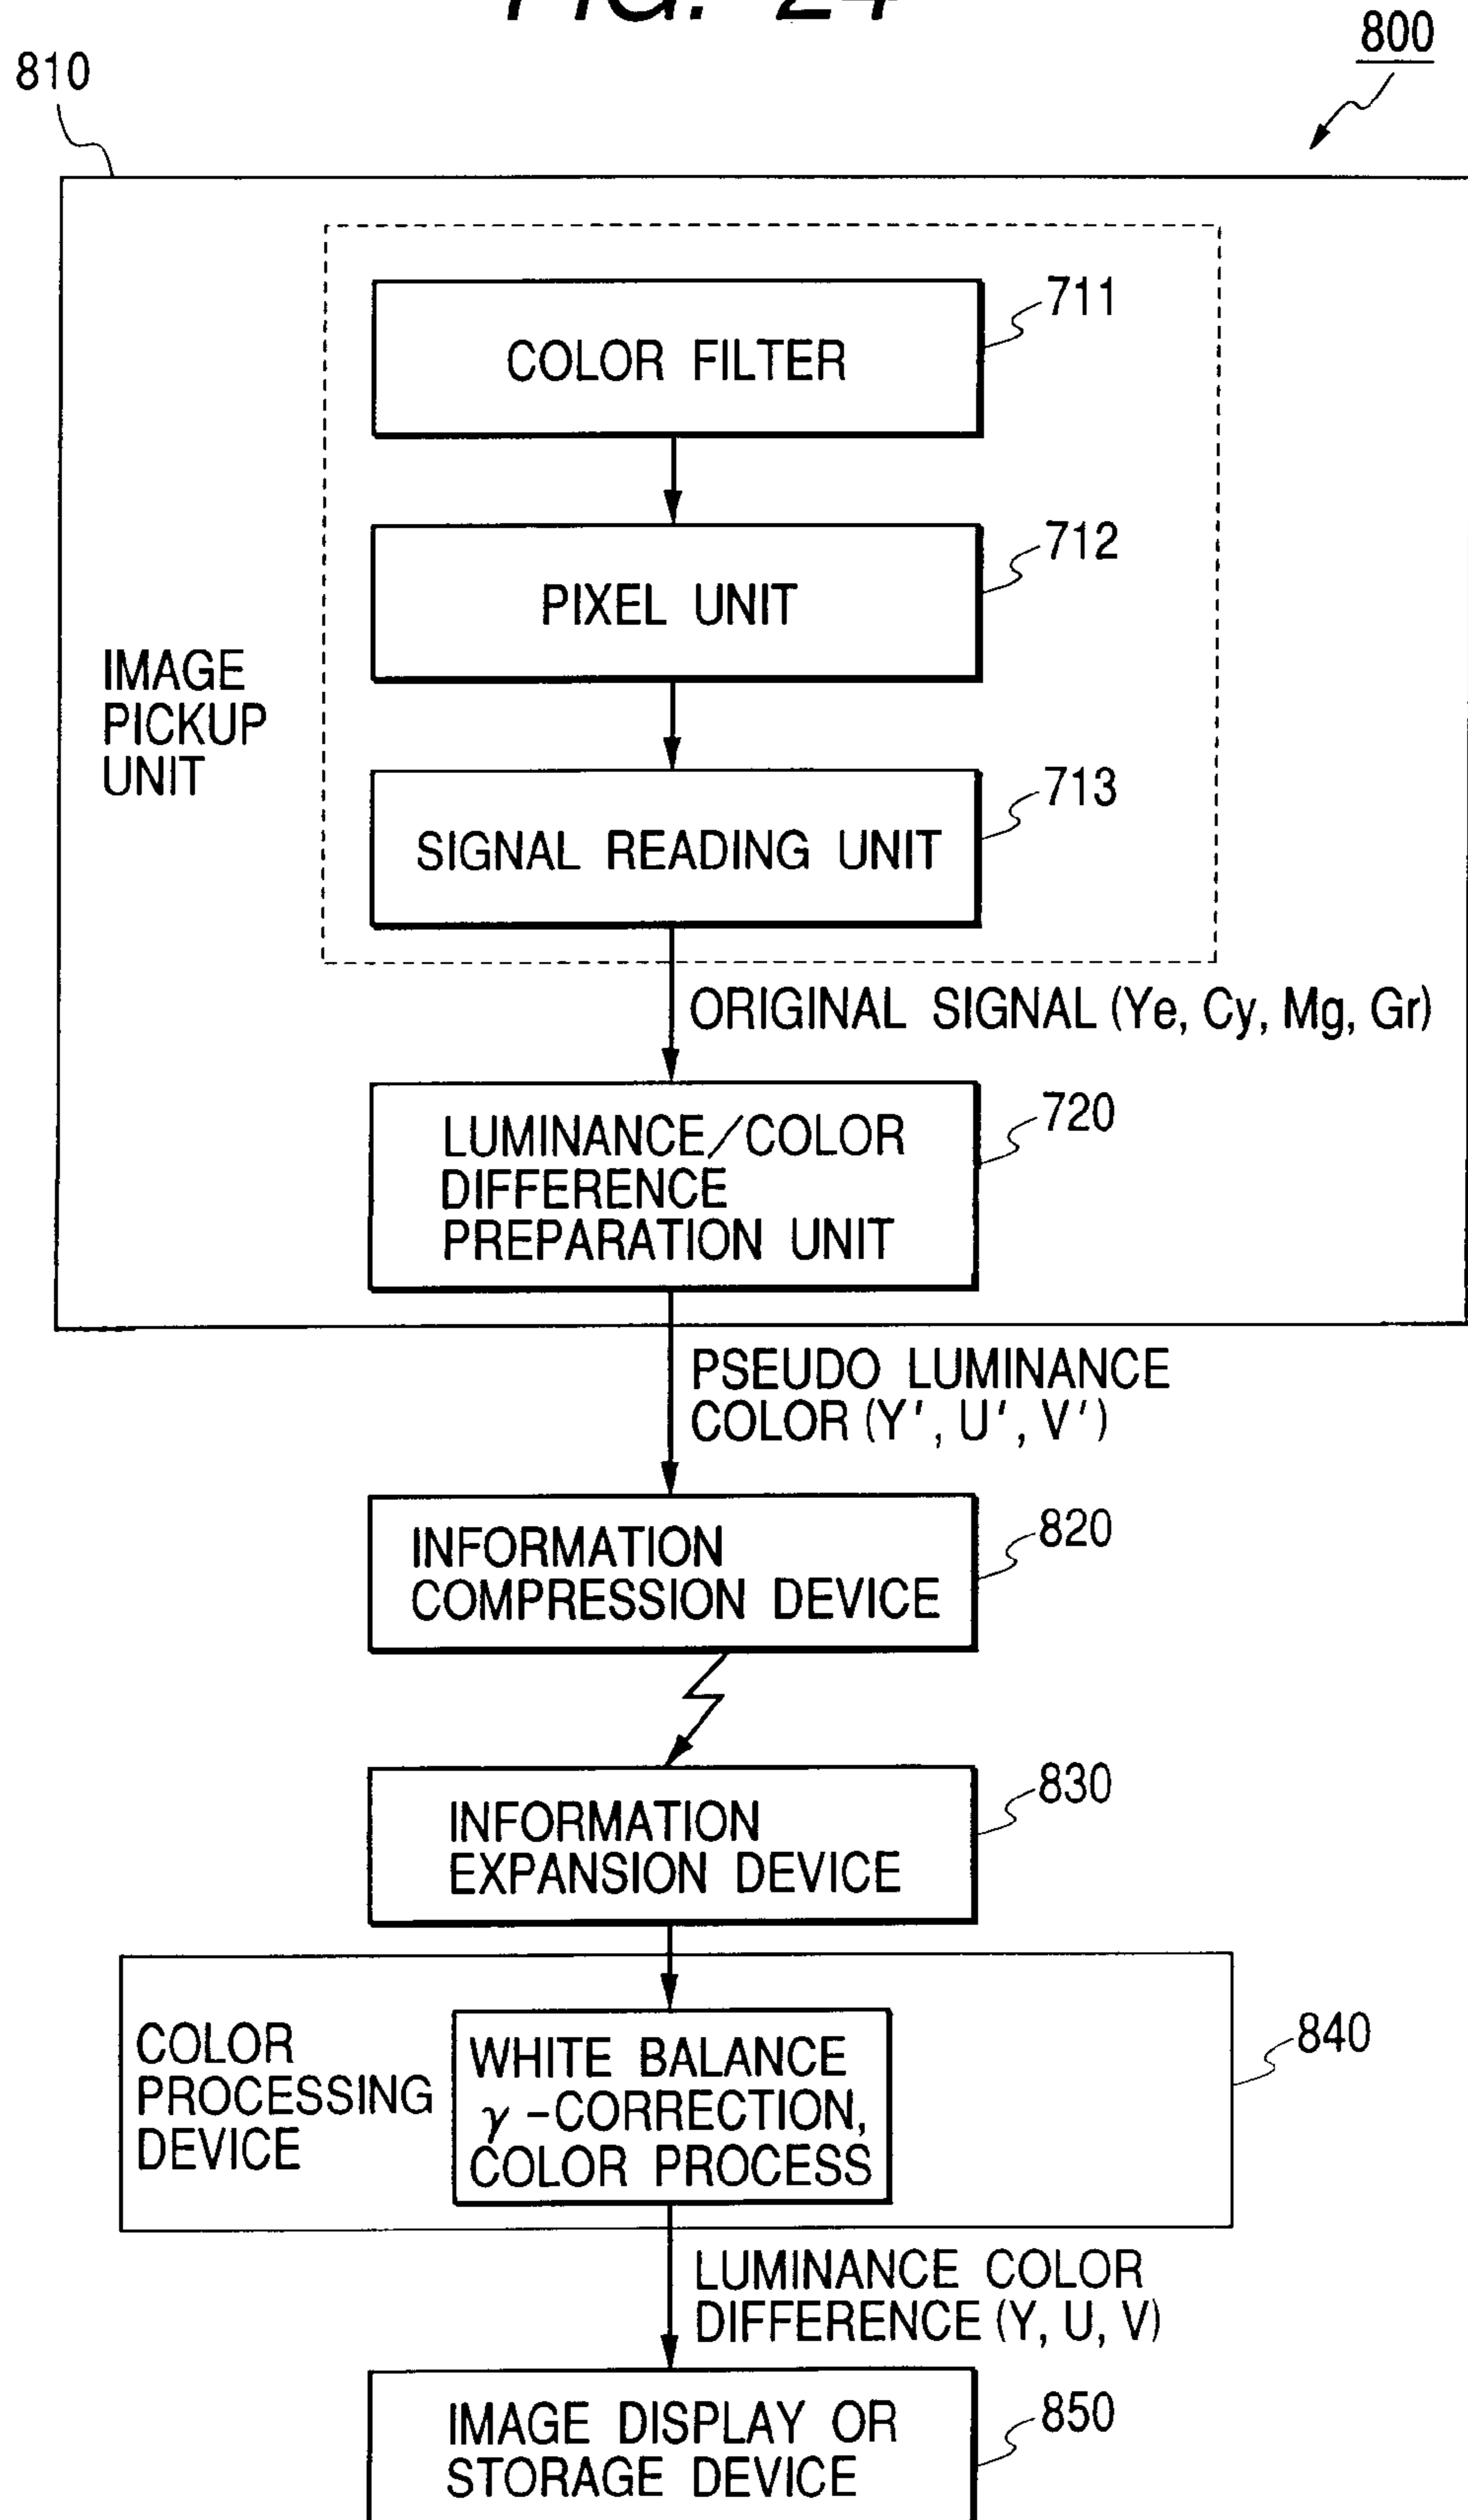 FIG. 24
800
810
711
COLOR FILTER
712
PIXEL UNIT
IMAGE
PICKUP
UNIT
713
SIGNAL READING UNIT
ORIGINAL SIGNAL (Ye, Cy, Mg, Gr)
720
LUMINANCE/COLOR
DIFFERENCE
PREPARATION UNIT
PSEUDO LUMINANCE
COLOR (Y', U', V')
820
INFORMATION
COMPRESSION DEVICE
830
INFORMATION
EXPANSION DEVICE
840
COLOR
PROCESSING
DEVICE
WHITE BALANCE
γ-CORRECTION,
COLOR PROCESS
LUMINANCE COLOR
DIFFERENCE (Y, U, V)
850
IMAGE DISPLAY OR
STORAGE DEVICE